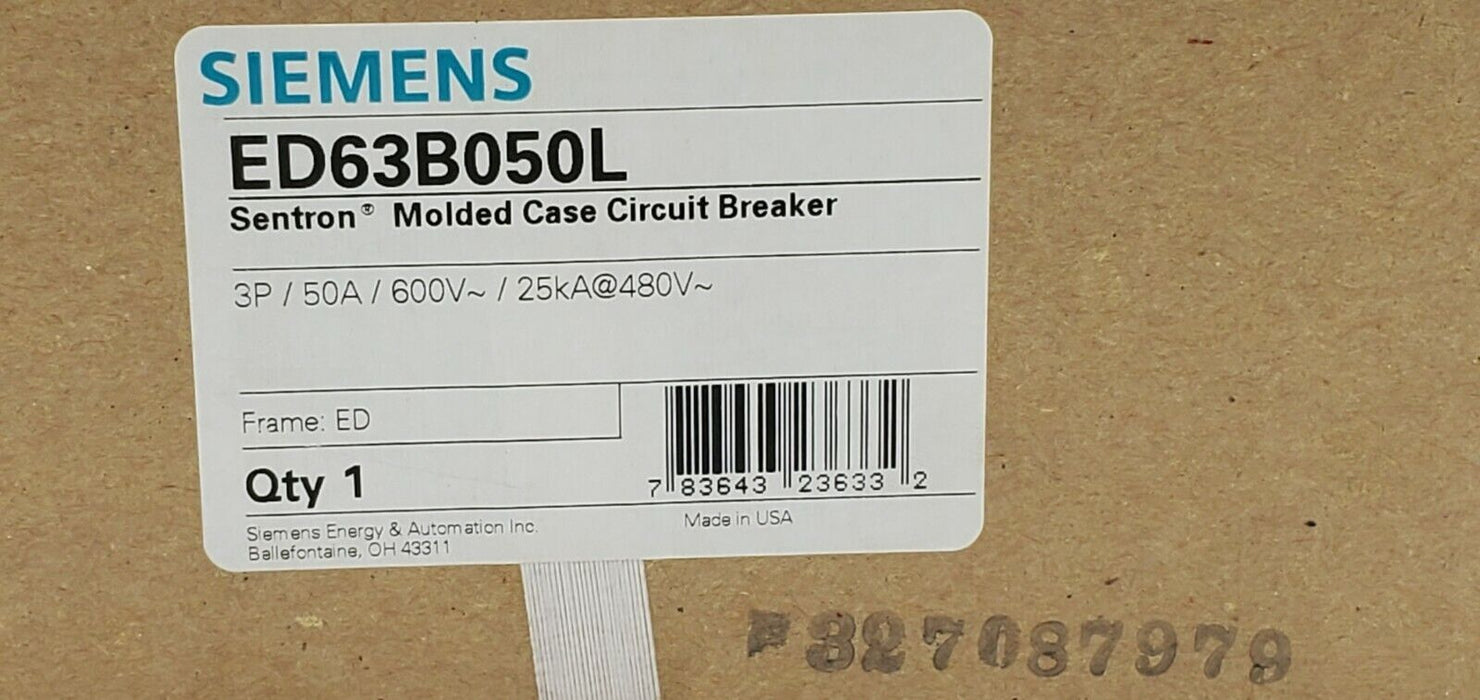 SIEMENS
ED63B050L
Sentron® Molded Case Circuit Breaker
3P / 50A / 600V~ / 25kA@480V~
Frame: ED
Qty 1
7 83643 23633 2
Siemens Energy & Automation Inc.
Made in USA
Bellefontaine, OH 43311
F327087979